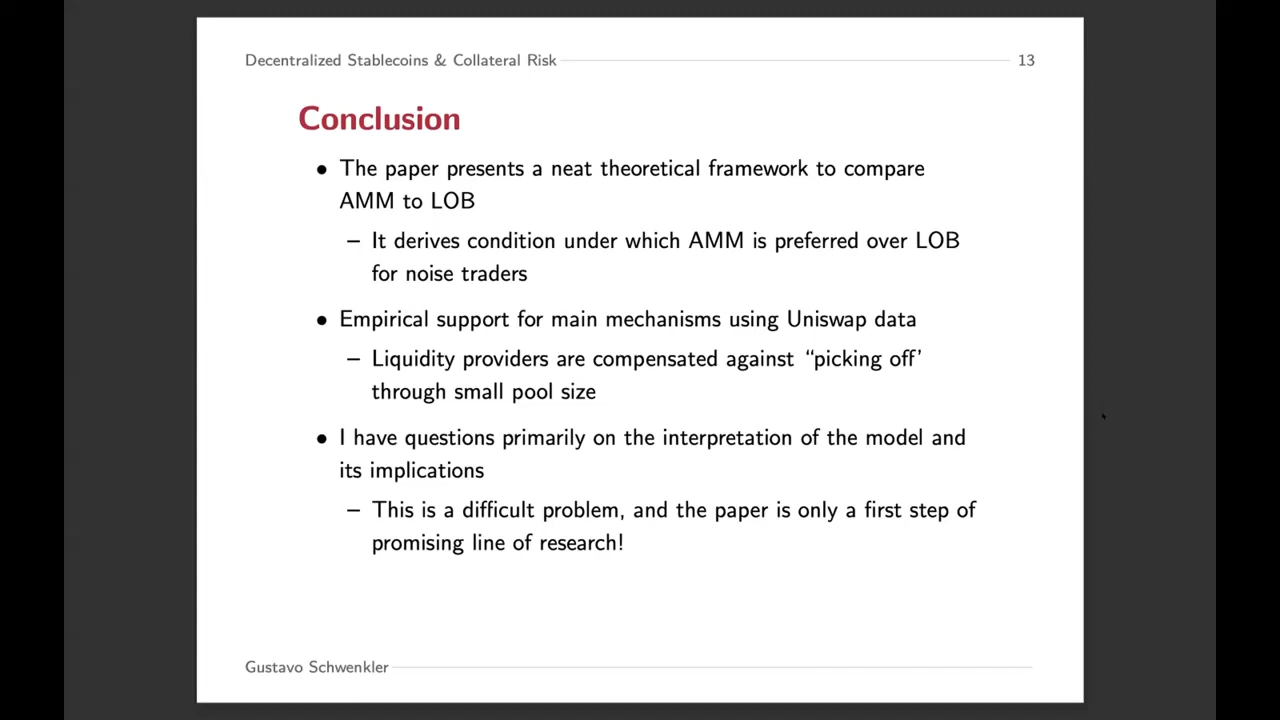 Decentralized Stablecoins & Collateral Risk 13
Conclusion
• The paper presents a neat theoretical framework to compare
AMM to LOB
– It derives condition under which AMM is preferred over LOB
for noise traders
• Empirical support for main mechanisms using Uniswap data
– Liquidity providers are compensated against “picking off’
through small pool size
• I have questions primarily on the interpretation of the model and
its implications
– This is a difficult problem, and the paper is only a first step of
promising line of research!
Gustavo Schwenkler